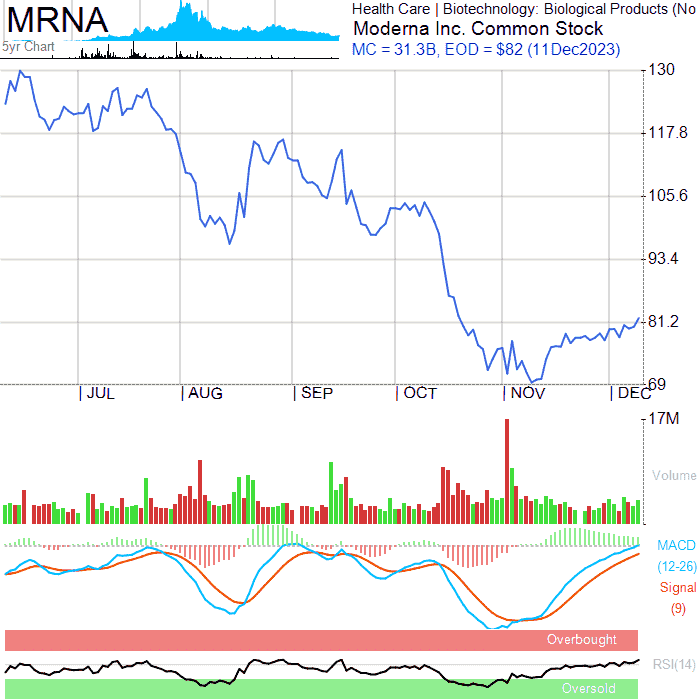 MRNA
5yr Chart
Health Care | Biotechnology: Biological Products (No
Moderna Inc. Common Stock
MC = 31.3B, EOD = $82 (11Dec2023)
130
117.8
105.6
93.4
81.2
69
| JUL | AUG | SEP | OCT | NOV | DEC
17M
Volume
MACD
(12-26)
Signal
(9)
Overbought
RSI(14)
Oversold